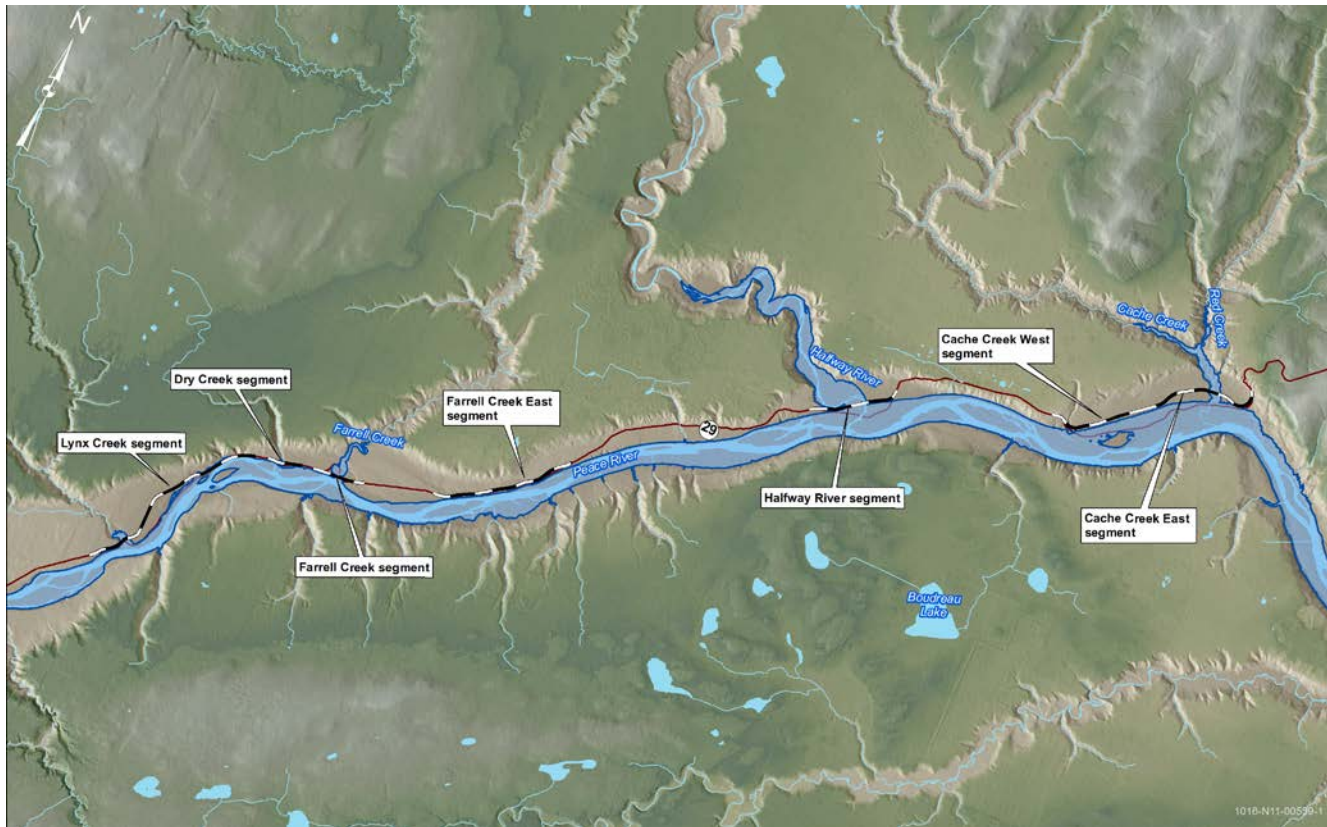 N
Cache Creek
Red Creek
Cache Creek West
segment
Halfway River
Dry Creek segment
Farrell Creek East
segment
Farrell Creek
29
Lynx Creek segment
Peace River
Halfway River segment
Cache Creek East
segment
Farrell Creek segment
Boudreau
Lake
1016-N11-00559-1